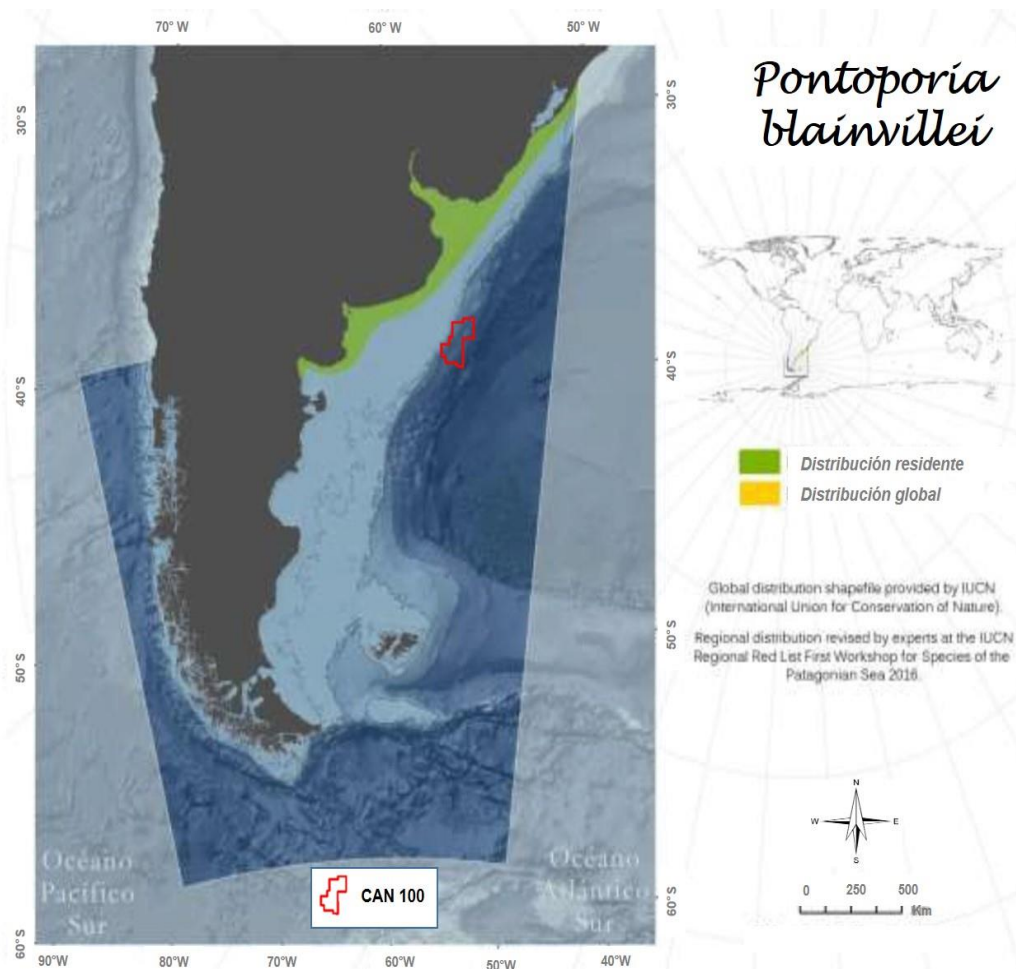 70° W
60° W
50° W
Pontoporia
blainvillei
30°S
30°S
40°S
40°S
Distribución residente
Distribución global
Global distribution shapefile provided by IUCN
(International Union for Conservation of Nature).
Regional distribution revised by experts at the IUCN
Regional Red List First Workshop for Species of the
Patagonian Sea 2016.
50°S
50°S
N
W
E
S
Océano
Pacífico
Sur
CAN 100
Océano
Atlántico
Sur
0 250 500
Km
60°S
60°S
90°W
80°W
70°W
60°W
50°W
40°W